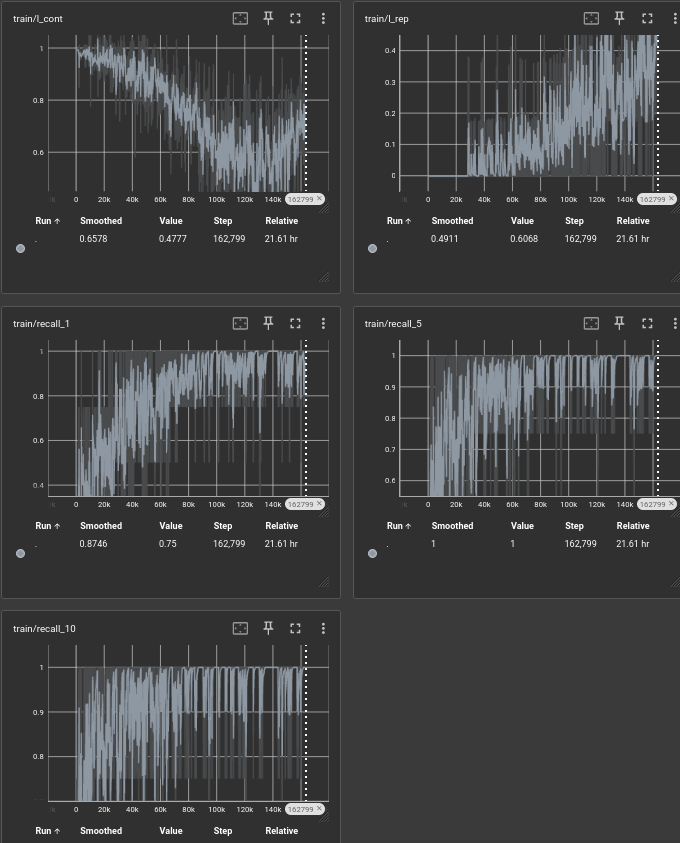 train/l_cont
train/l_rep
1
0.8
0.6
0 20k 40k 60k 80k 100k 120k 140k 162799 ×
0.4
0.3
0.2
0.1
0
0 20k 40k 60k 80k 100k 120k 140k 162799 ×
Run ↑ Smoothed Value Step Relative
. 0.6578 0.4777 162,799 21.61 hr
Run ↑ Smoothed Value Step Relative
. 0.4911 0.6068 162,799 21.61 hr
train/recall_1
train/recall_5
1
0.8
0.6
0.4
0 20k 40k 60k 80k 100k 120k 140k 162799 ×
1
0.9
0.8
0.7
0.6
0 20k 40k 60k 80k 100k 120k 140k 162799 ×
Run ↑ Smoothed Value Step Relative
. 0.8746 0.75 162,799 21.61 hr
Run ↑ Smoothed Value Step Relative
. 1 1 162,799 21.61 hr
train/recall_10
1
0.9
0.8
0 20k 40k 60k 80k 100k 120k 140k 162799 ×
Run ↑ Smoothed Value Step Relative